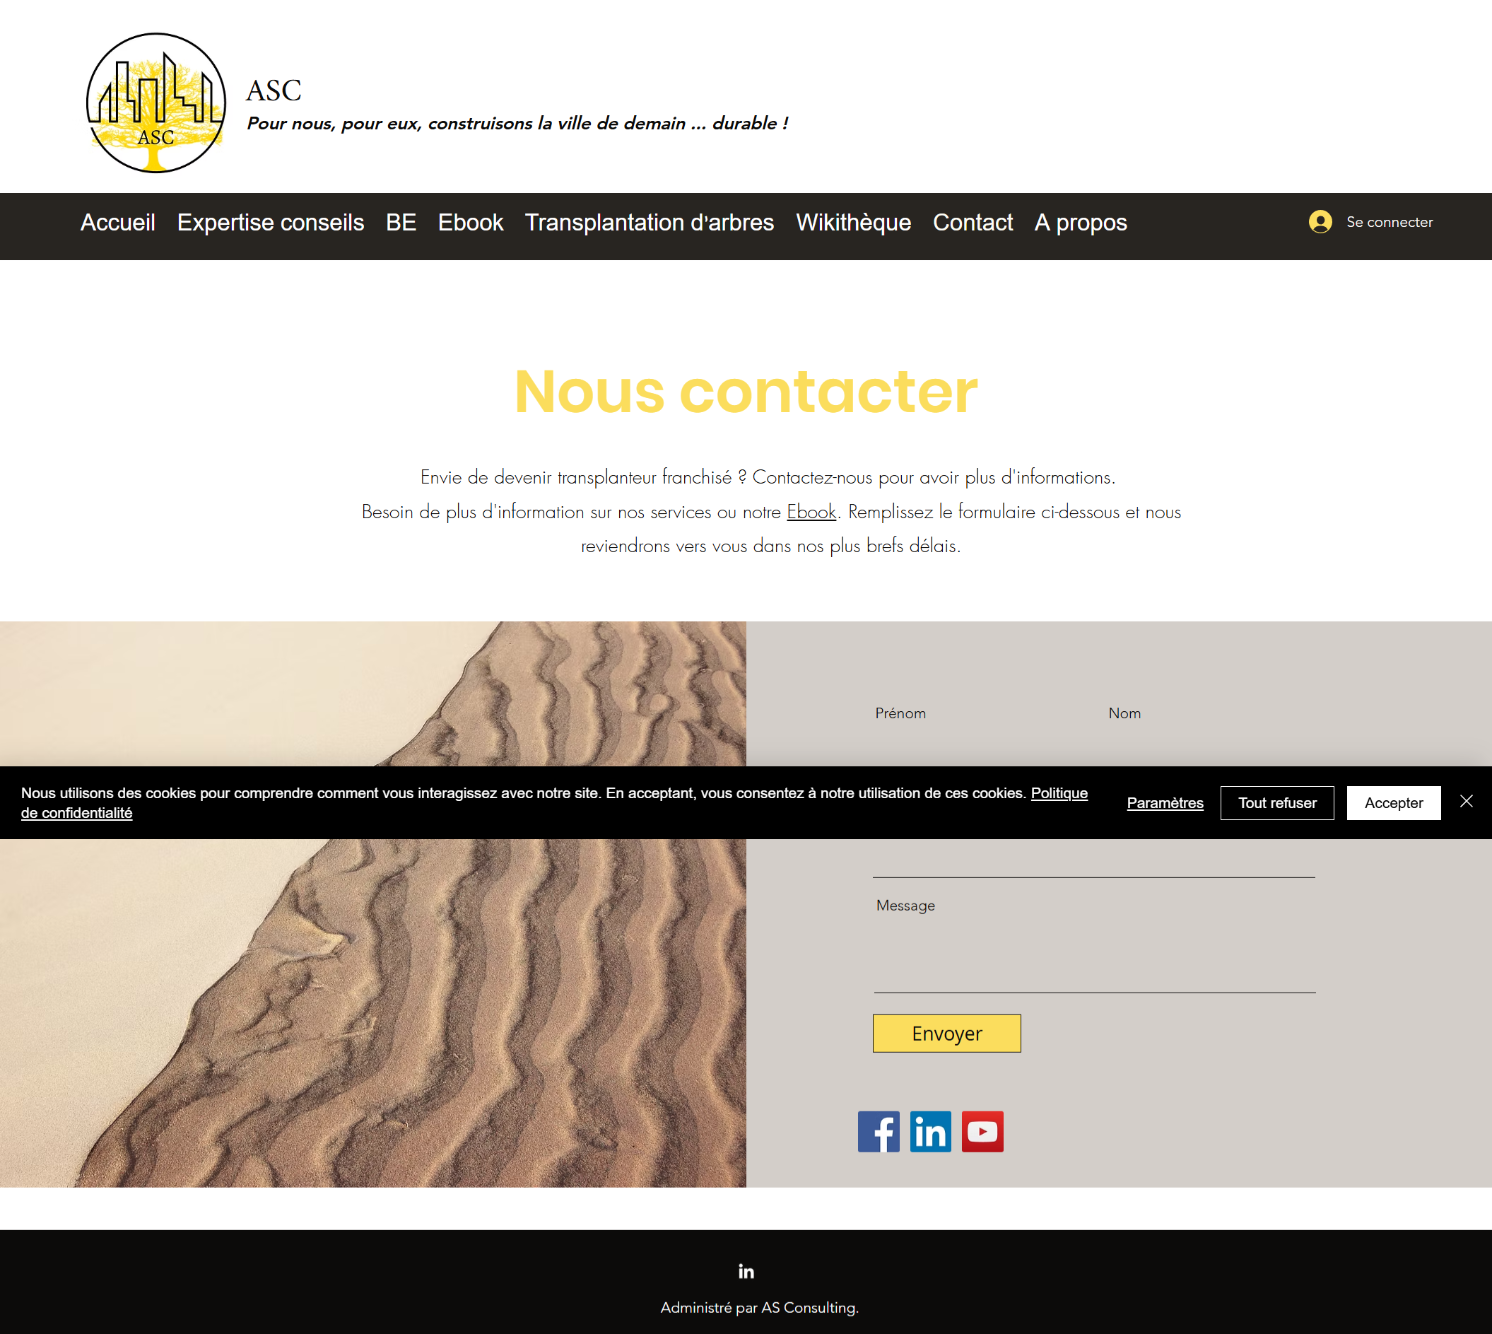 ASC
ASC
Pour nous, pour eux, construisons la ville de demain ... durable !
Accueil Expertise conseils BE Ebook Transplantation d'arbres Wikithèque Contact A propos Se connecter
Nous contacter
Envie de devenir transplanteur franchisé ? Contactez-nous pour avoir plus d'informations.
Besoin de plus d'information sur nos services ou notre Ebook. Remplissez le formulaire ci-dessous et nous
reviendrons vers vous dans nos plus brefs délais.
Prénom Nom
Nous utilisons des cookies pour comprendre comment vous interagissez avec notre site. En acceptant, vous consentez à notre utilisation de ces cookies. Politique
de confidentialité
Paramètres Tout refuser Accepter
Message
Envoyer
f in
in
Administré par AS Consulting.